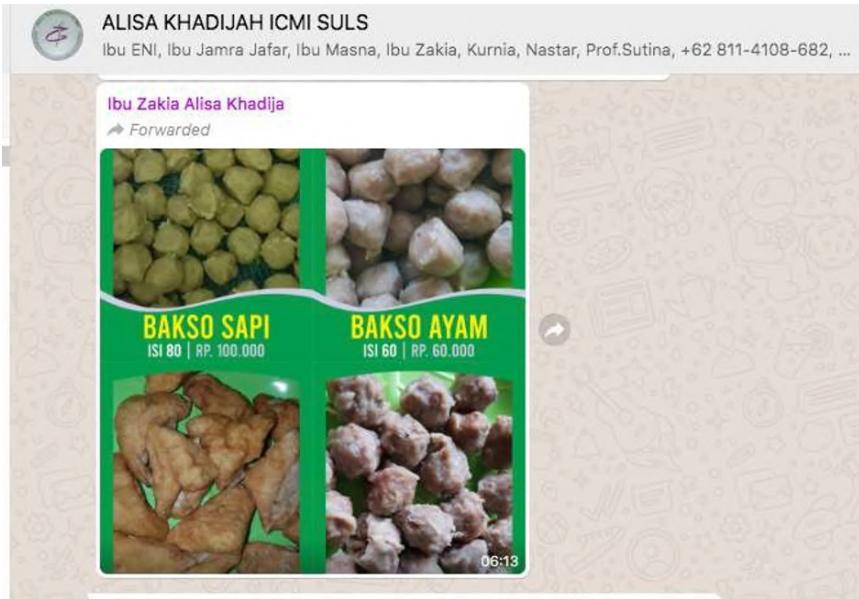 ALISA KHADIJAH ICMI SULS
Ibu ENI, Ibu Jamra Jafar, Ibu Masna, Ibu Zakia, Kurnia, Nastar, Prof.Sutina, +62 811-4108-682, ...
Ibu Zakia Alisa Khadija
Forwarded
BAKSO SAPI
ISI 80 | RP. 100.000
BAKSO AYAM
ISI 60 | RP. 60.000
06:13